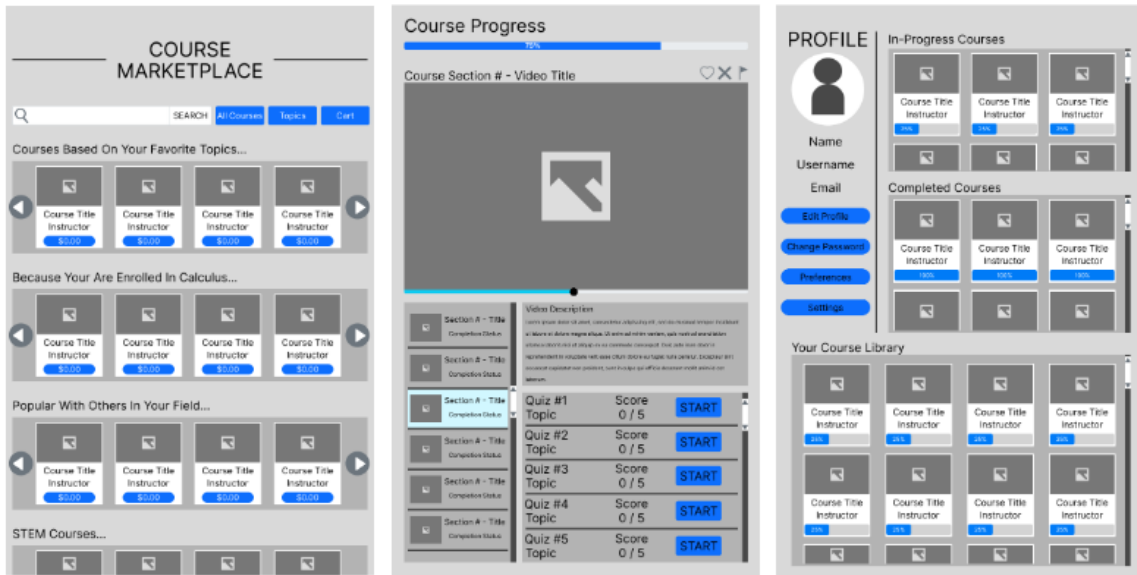 COURSE
MARKETPLACE
SEARCH
All Courses
Topics
Cart
Courses Based On Your Favorite Topics...
Course Title Course Title Course Title Course Title
Instructor Instructor Instructor Instructor
$0.00 $0.00 $0.00 $0.00
Because Your Are Enrolled In Calculus...
Course Title Course Title Course Title Course Title
Instructor Instructor Instructor Instructor
$0.00 $0.00 $0.00 $0.00
Popular With Others In Your Field...
Course Title Course Title Course Title Course Title
Instructor Instructor Instructor Instructor
$0.00 $0.00 $0.00 $0.00
STEM Courses...
Course Progress
75%
Course Section # - Video Title
Section # - Title
Completion Status
Section # - Title
Completion Status
Section # - Title
Completion Status
Section # - Title
Completion Status
Section # - Title
Completion Status
Section # - Title
Completion Status
Video Description
Quiz #1 Score START
Topic 0 / 5
Quiz #2 Score START
Topic 0 / 5
Quiz #3 Score START
Topic 0 / 5
Quiz #4 Score START
Topic 0 / 5
Quiz #5 Score START
Topic 0 / 5
PROFILE
Name
Username
Email
Edit Profile
Change Password
Preferences
Settings
In-Progress Courses
Course Title Course Title Course Title
Instructor Instructor Instructor
25% 25% 25%
Completed Courses
Course Title Course Title Course Title
Instructor Instructor Instructor
100% 100% 100%
Your Course Library
Course Title Course Title Course Title Course Title
Instructor Instructor Instructor Instructor
25% 25% 25% 25%
Course Title Course Title Course Title Course Title
Instructor Instructor Instructor Instructor
25% 25% 25% 25%